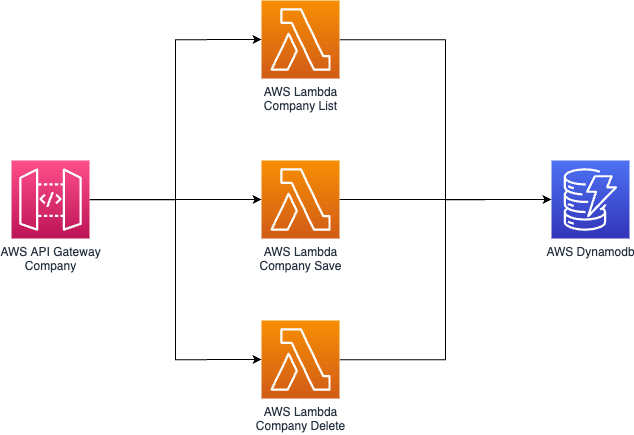 AWS Lambda
Company List
</>
AWS API Gateway
Company
AWS Lambda
Company Save
AWS Dynamodb
AWS Lambda
Company Delete